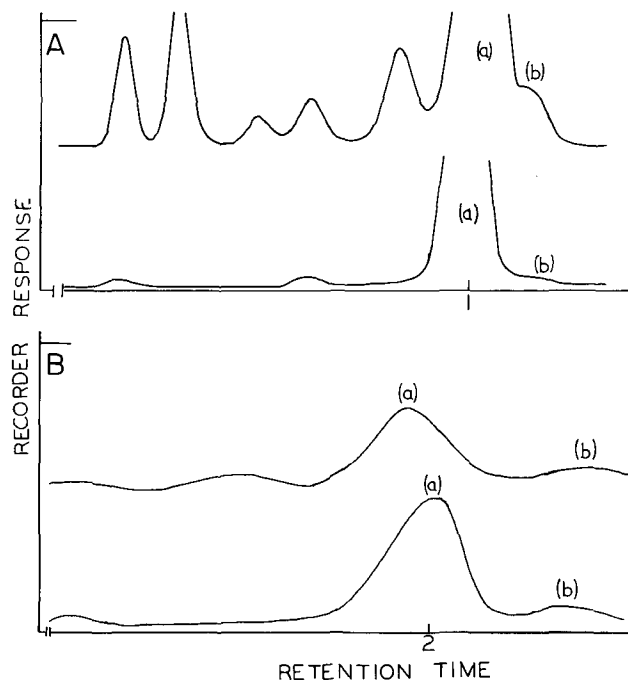 A
(a)
(b)
(a)
(b)
1
B
(a)
(b)
(a)
(b)
2
RECORDER RESPONSE
RETENTION TIME